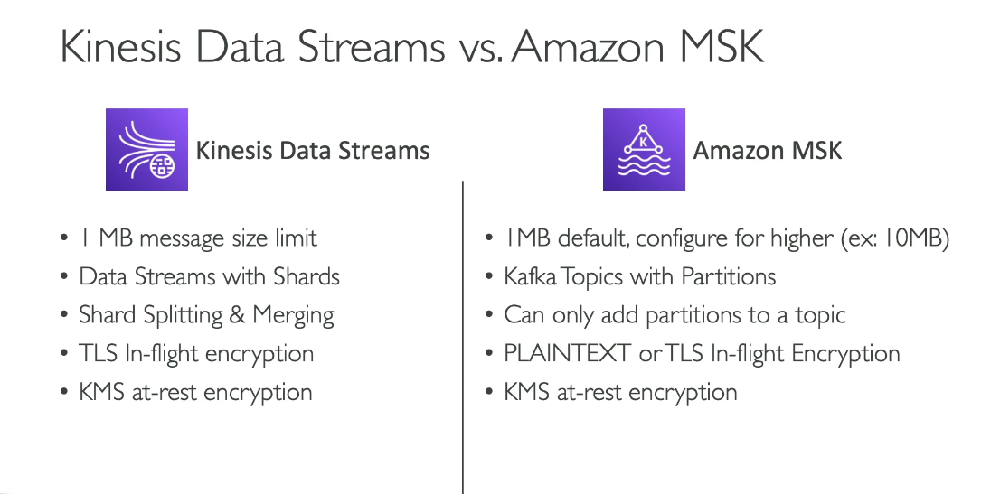 Kinesis Data Streams vs. Amazon MSK
Kinesis Data Streams
• 1 MB message size limit
• Data Streams with Shards
• Shard Splitting & Merging
• TLS In-flight encryption
• KMS at-rest encryption
K
Amazon MSK
• 1MB default, configure for higher (ex: 10MB)
• Kafka Topics with Partitions
• Can only add partitions to a topic
• PLAINTEXT or TLS In-flight Encryption
• KMS at-rest encryption